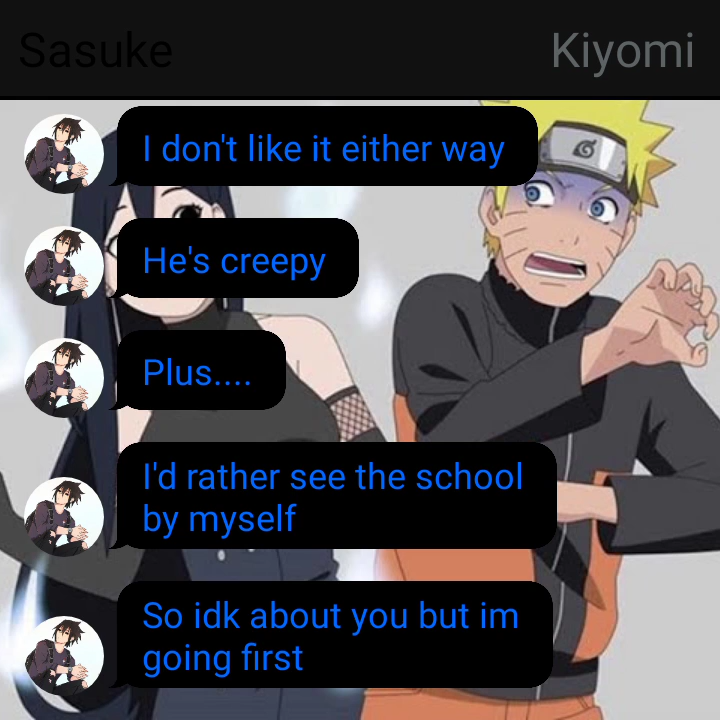 Sasuke
Kiyomi
I don't like it either way
He's creepy
Plus....
I'd rather see the school
by myself
So idk about you but im
going first